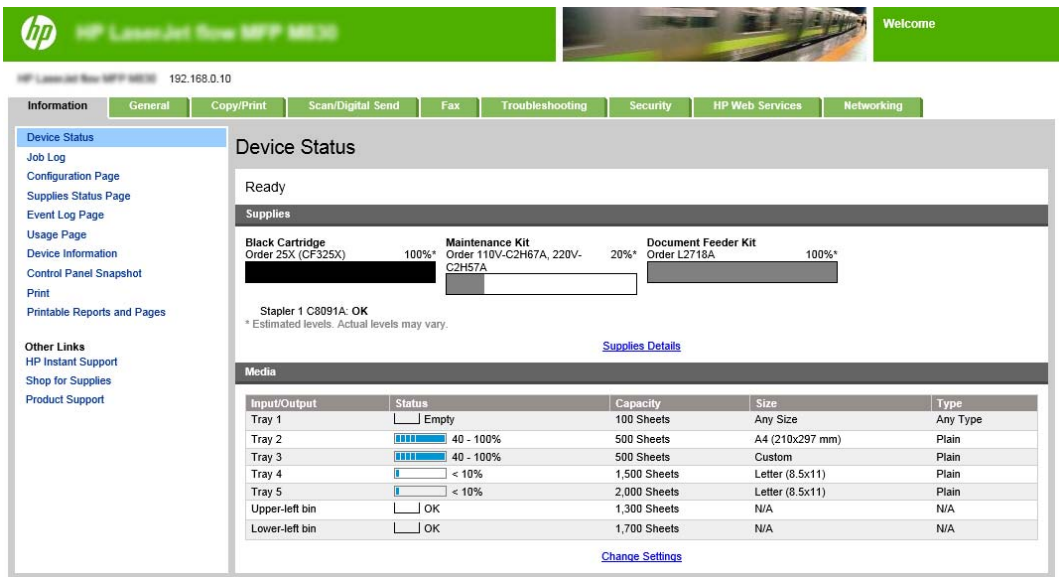 hp
Welcome
192.168.0.10
Information General Copy/Print Scan/Digital Send Fax Troubleshooting Security HP Web Services Networking
Device Status
Job Log
Configuration Page
Supplies Status Page
Event Log Page
Usage Page
Device Information
Control Panel Snapshot
Print
Printable Reports and Pages
Other Links
HP Instant Support
Shop for Supplies
Product Support
Device Status
Ready
Supplies
Black Cartridge
Order 25X (CF325X) 100%*
Maintenance Kit
Order 110V-C2H67A, 220V- 20%*
C2H57A
Document Feeder Kit
Order L2718A 100%*
Stapler 1 C8091A: OK
* Estimated levels. Actual levels may vary.
Supplies Details
Media
Input/Output Status Capacity Size Type
Tray 1 Empty 100 Sheets Any Size Any Type
Tray 2 40 - 100% 500 Sheets A4 (210x297 mm) Plain
Tray 3 40 - 100% 500 Sheets Custom Plain
Tray 4 < 10% 1,500 Sheets Letter (8.5x11) Plain
Tray 5 < 10% 2,000 Sheets Letter (8.5x11) Plain
Upper-left bin OK 1,300 Sheets N/A N/A
Lower-left bin OK 1,700 Sheets N/A N/A
Change Settings